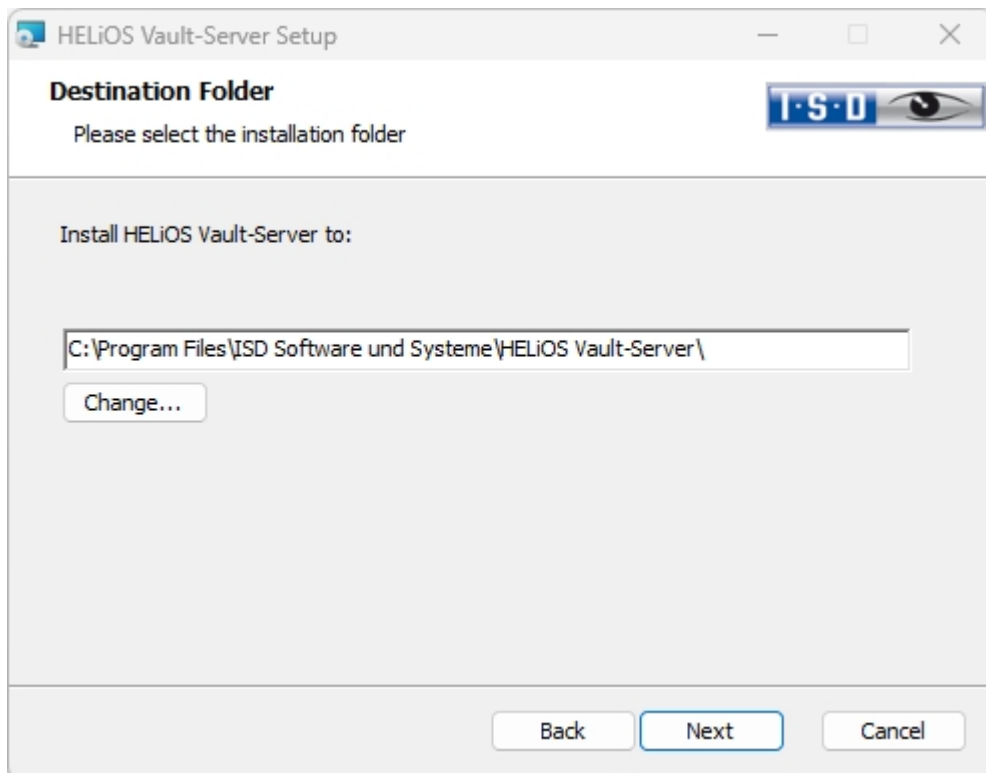 HELiOS Vault-Server Setup
Destination Folder
Please select the installation folder
I·S·D
Install HELiOS Vault-Server to:
C:\Program Files\ISD Software und Systeme\HELiOS Vault-Server\
Change...
Back Next Cancel